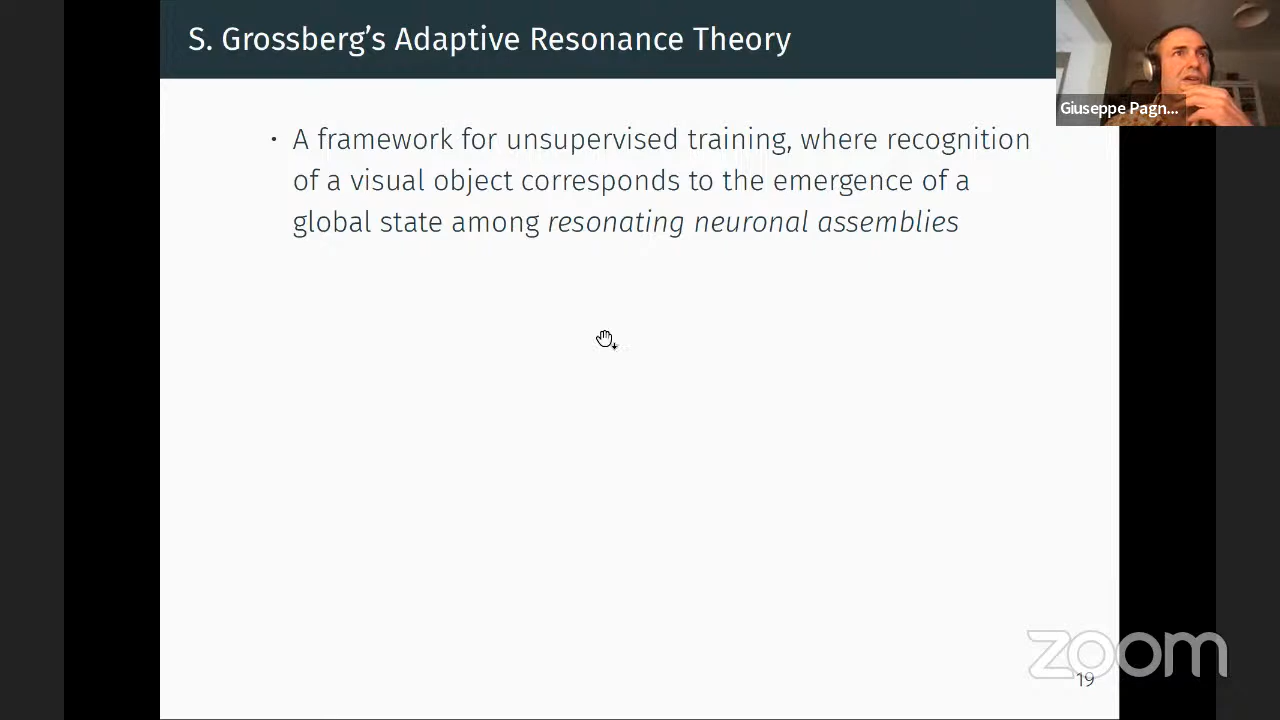 S. Grossberg’s Adaptive Resonance Theory
Giuseppe Pagn...
• A framework for unsupervised training, where recognition
of a visual object corresponds to the emergence of a
global state among resonating neuronal assemblies
zoom
19